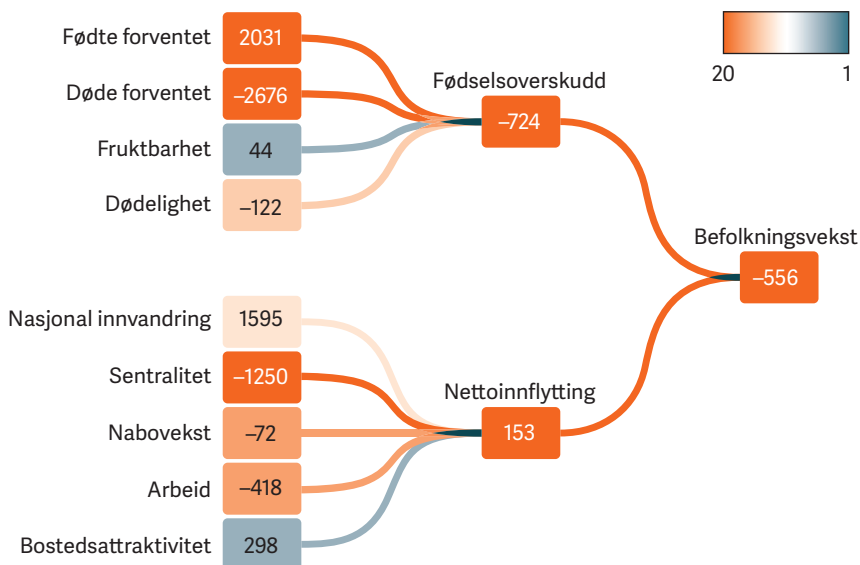 20 1
Fødte forventet 2031
Døde forventet −2676
Fruktbarhet 44
Dødelighet −122
Fødselsoverskudd
−724
Befolkningsvekst
−556
Nasjonal innvandring 1595
Sentralitet −1250
Nabovekst −72
Arbeid −418
Bostedsattraktivitet 298
Nettoinnflytting
153